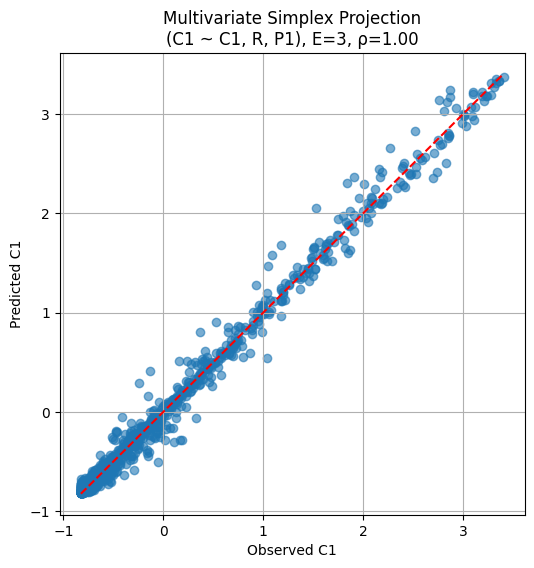 Multivariate Simplex Projection
(C1 ~ C1, R, P1), E=3, ρ=1.00
3
2
1
0
−1
Predicted C1
−1 0 1 2 3
Observed C1